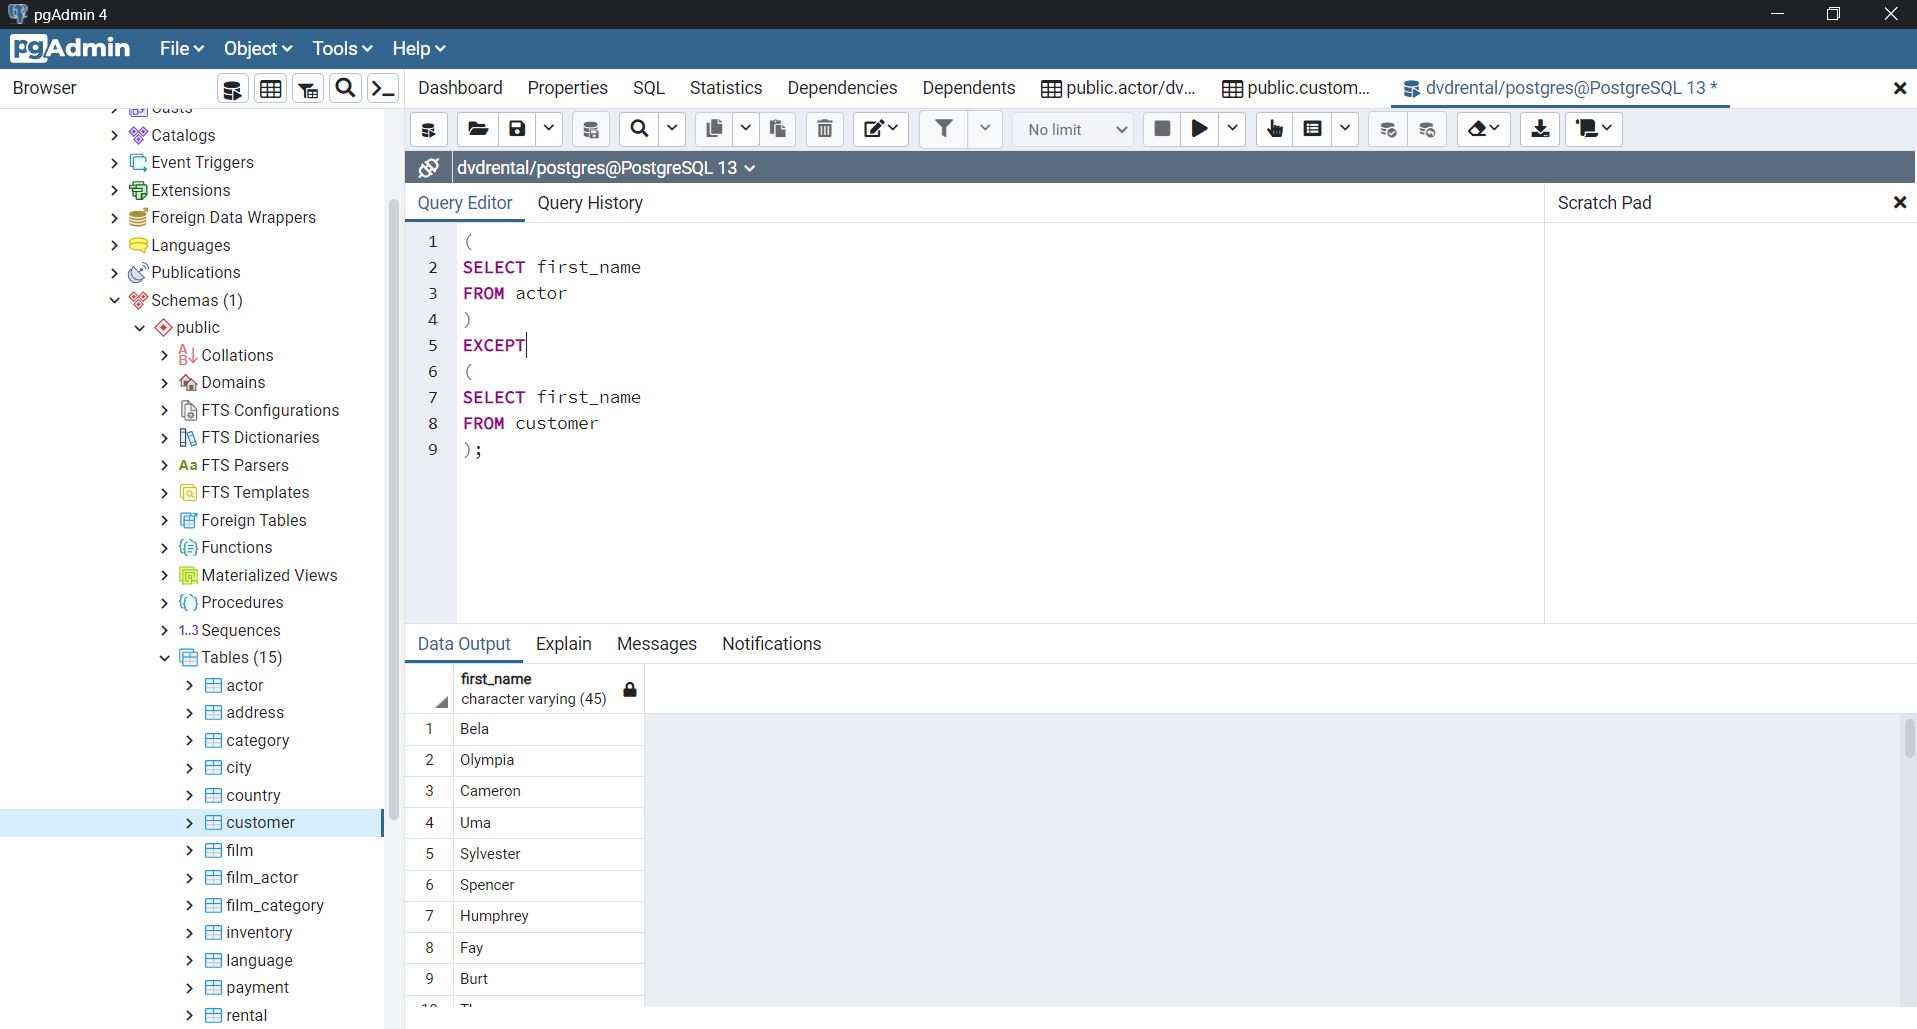 pgAdmin 4
pgAdmin File Object Tools Help
Browser
Dashboard Properties SQL Statistics Dependencies Dependents public.actor/dv... public.custom... dvdrental/postgres@PostgreSQL 13 *
No limit
dvdrental/postgres@PostgreSQL 13
Casts
Catalogs
Event Triggers
Extensions
Foreign Data Wrappers
Languages
Publications
Schemas (1)
public
Collations
Domains
FTS Configurations
FTS Dictionaries
Aa FTS Parsers
FTS Templates
Foreign Tables
Functions
Materialized Views
Procedures
1..3 Sequences
Tables (15)
actor
address
category
city
country
customer
film
film_actor
film_category
inventory
language
payment
rental
Query Editor Query History
Scratch Pad
1 (
2 SELECT first_name
3 FROM actor
4 )
5 EXCEPT
6 (
7 SELECT first_name
8 FROM customer
9 );
Data Output Explain Messages Notifications
first_name
character varying (45)
1 Bela
2 Olympia
3 Cameron
4 Uma
5 Sylvester
6 Spencer
7 Humphrey
8 Fay
9 Burt
10